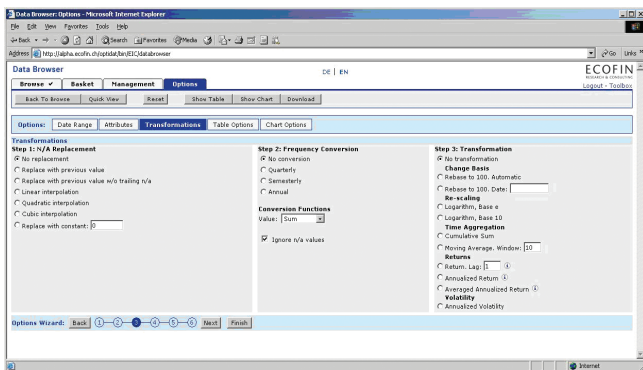 Data Browser: Options - Microsoft Internet Explorer
File Edit View Favorites Tools Help
Back Search Favorites Media
Address http://alpha.ecofin.ch/optidat/bin/EIC/databrowser Go Links »
Data Browser DE | EN ECOFIN
RESEARCH & CONSULTING
Browse ✔ Basket Management Options Logout - Toolbox
Back To Browse Quick View Reset Show Table Show Chart Download
Options: Date Range Attributes Transformations Table Options Chart Options
Transformations
Step 1: N/A Replacement
No replacement
Replace with previous value
Replace with previous value w/o trailing n/a
Linear interpolation
Quadratic interpolation
Cubic interpolation
Replace with constant: 0
Step 2: Frequency Conversion
No conversion
Quarterly
Semesterly
Annual
Conversion Functions
Value: Sum
Ignore n/a values
Step 3: Transformation
No transformation
Change Basis
Rebase to 100. Automatic
Rebase to 100. Date:
Re-scaling
Logarithm, Base e
Logarithm, Base 10
Time Aggregation
Cumulative Sum
Moving Average. Window: 10
Returns
Return. Lag: 1
Annualized Return
Averaged Annualized Return
Volatility
Annualized Volatility
Options Wizard: Back 1 2 3 4 5 6 Next Finish
Internet